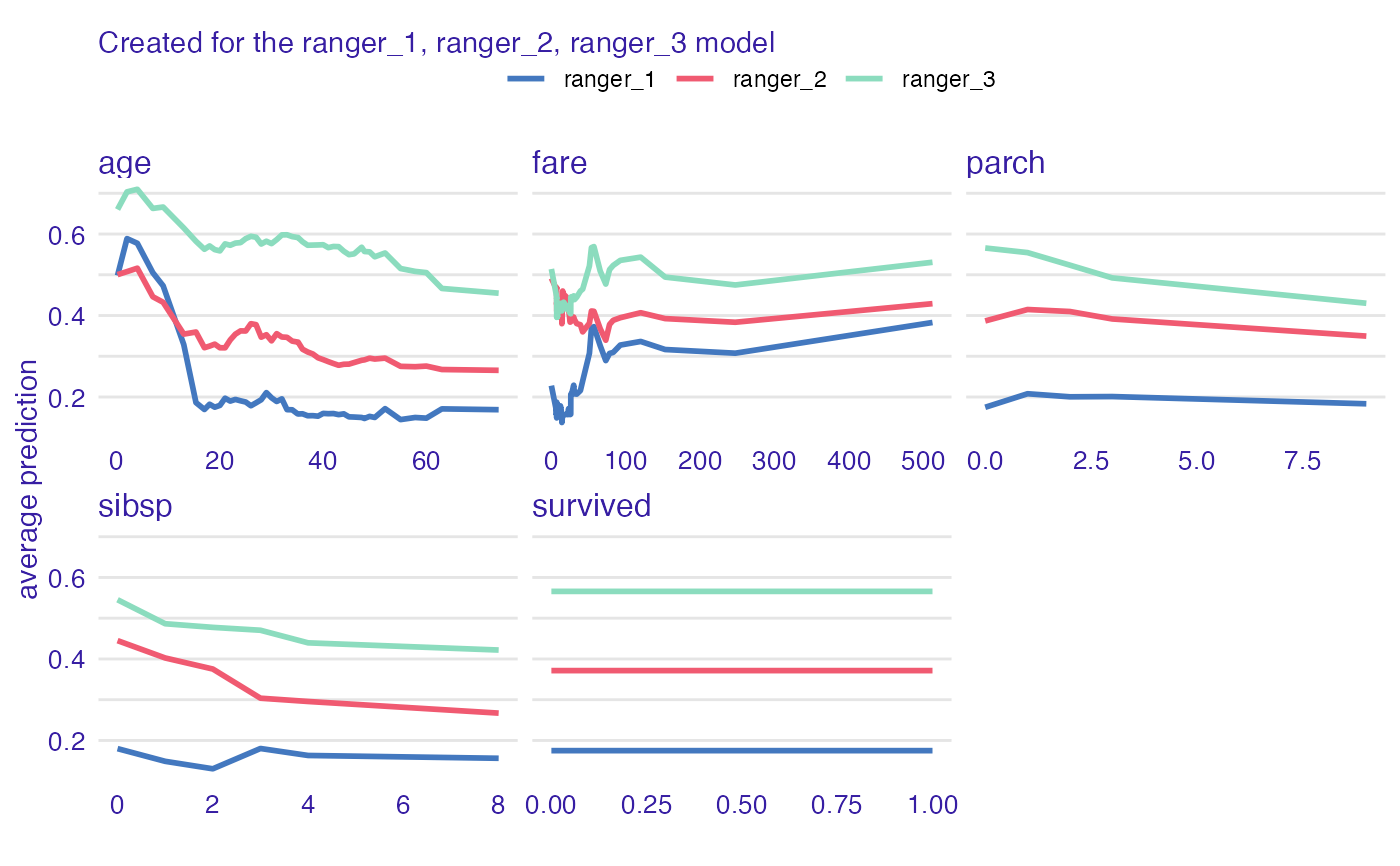 Created for the ranger_1, ranger_2, ranger_3 model
ranger_1 ranger_2 ranger_3
age fare parch
0.6
0.4
0.2
0 20 40 60 0 100 200 300 400 500 0.0 2.5 5.0 7.5
average prediction
sibsp survived
0.6
0.4
0.2
0 2 4 6 8 0.00 0.25 0.50 0.75 1.00